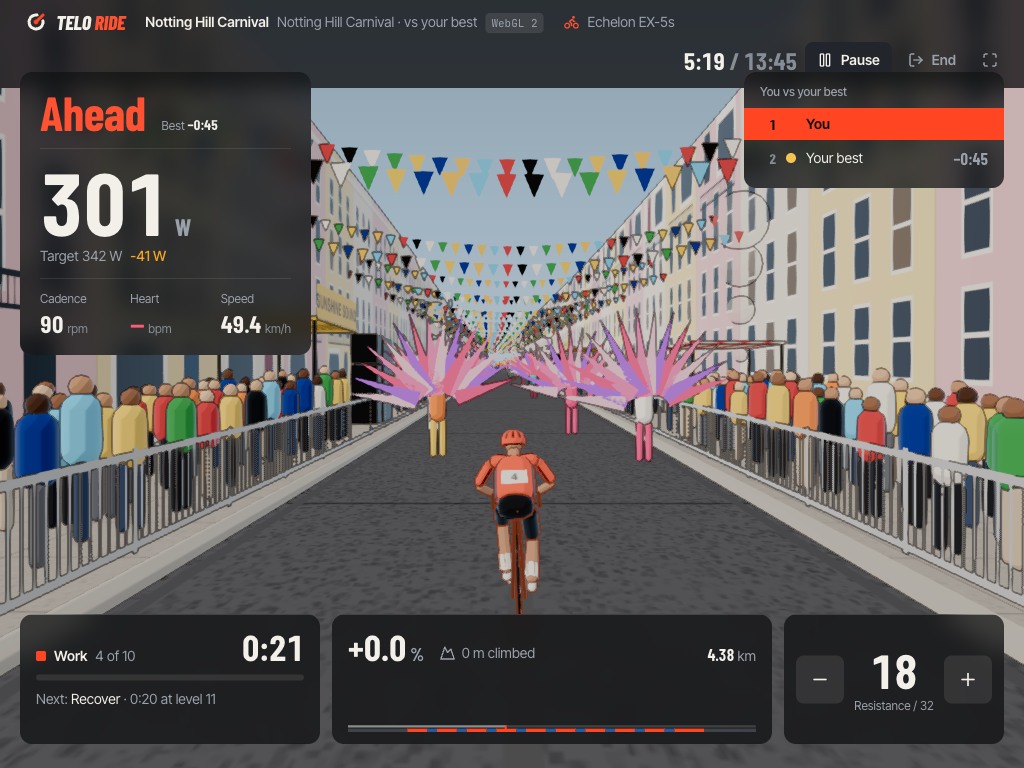 TELO RIDE Notting Hill Carnival Notting Hill Carnival · vs your best WebGL 2 Echelon EX-5s
5:19 / 13:45 Pause End
Ahead Best −0:45
301 W
Target 342 W -41 W
Cadence Heart Speed
90 rpm – bpm 49.4 km/h
You vs your best
1 You
2 Your best −0:45
SUNSHINE SOUND
4
Work 4 of 10 0:21
Next: Recover · 0:20 at level 11
+0.0 % 0 m climbed 4.38 km
− 18 +
Resistance / 32